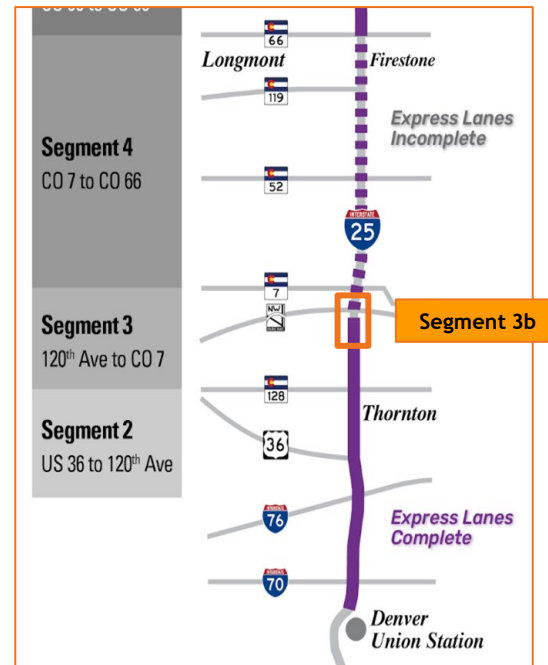 66
Longmont
Firestone
119
Express Lanes
Incomplete
Segment 4
CO 7 to CO 66
52
INTERSTATE
25
7
NW
Segment 3b
Segment 3
120th Ave to CO 7
128
Thornton
Segment 2
US 36 to 120th Ave
36
76
Express Lanes
Complete
70
Denver
Union Station